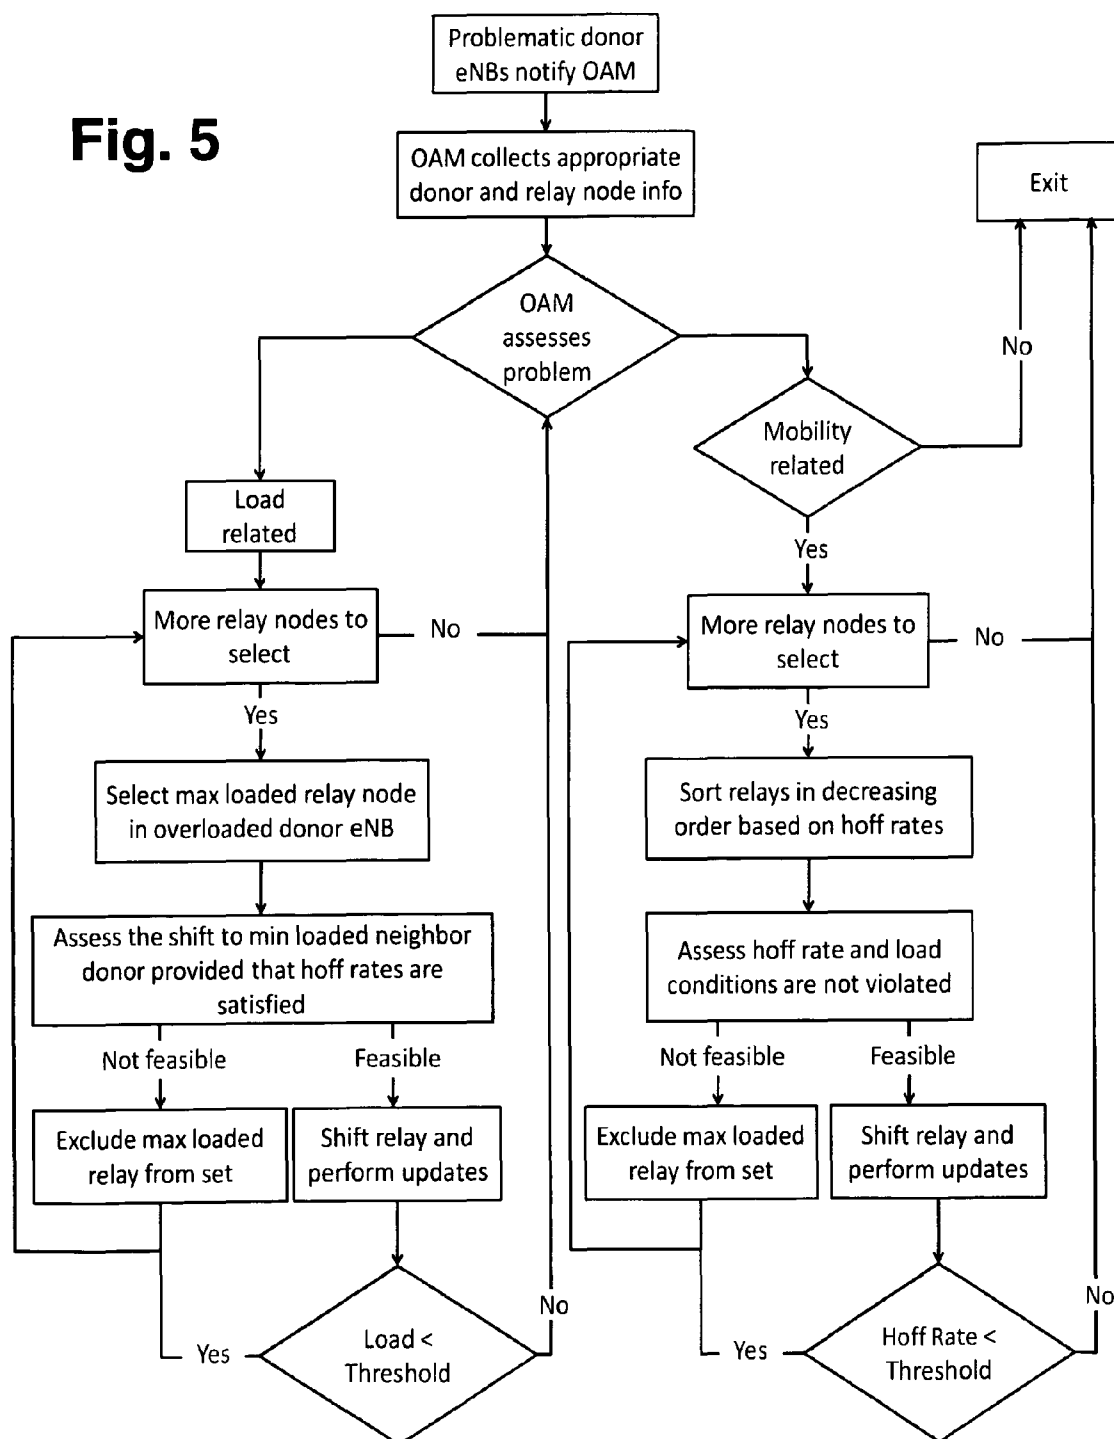 Problematic donor
eNBs notify OAM
Fig. 5
OAM collects appropriate
donor and relay node info
Exit
OAM
assesses
problem
No
Mobility
related
Load
related
Yes
More relay nodes to
select
No
More relay nodes to
select
No
Yes
Yes
Select max loaded relay node
in overloaded donor eNB
Sort relays in decreasing
order based on hoff rates
Assess the shift to min loaded neighbor
donor provided that hoff rates are
satisfied
Assess hoff rate and load
conditions are not violated
Not feasible
Feasible
Not feasible
Feasible
Exclude max loaded
relay from set
Shift relay and
perform updates
Exclude max loaded
relay from set
Shift relay and
perform updates
No
No
Yes
Load <
Threshold
Yes
Hoff Rate <
Threshold